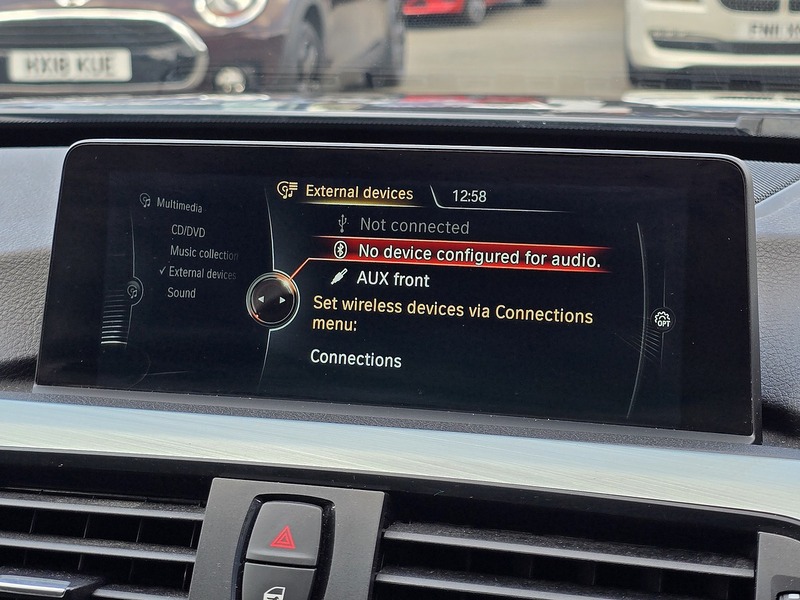 HX18 KUE
External devices
12:58
Multimedia
CD/DVD
Music collection
External devices
Sound
Not connected
No device configured for audio.
AUX front
Set wireless devices via Connections
menu:
Connections
OPT